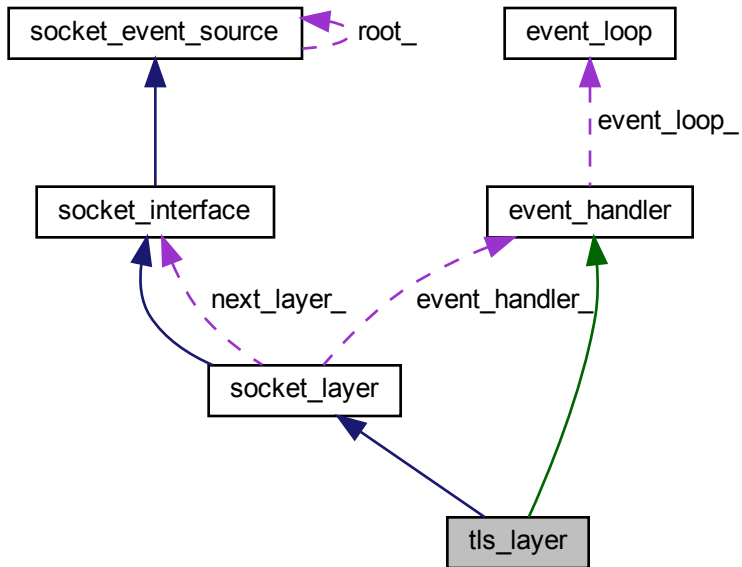 socket_event_source
root_
event_loop
event_loop_
socket_interface
event_handler
next_layer_
event_handler_
socket_layer
tls_layer